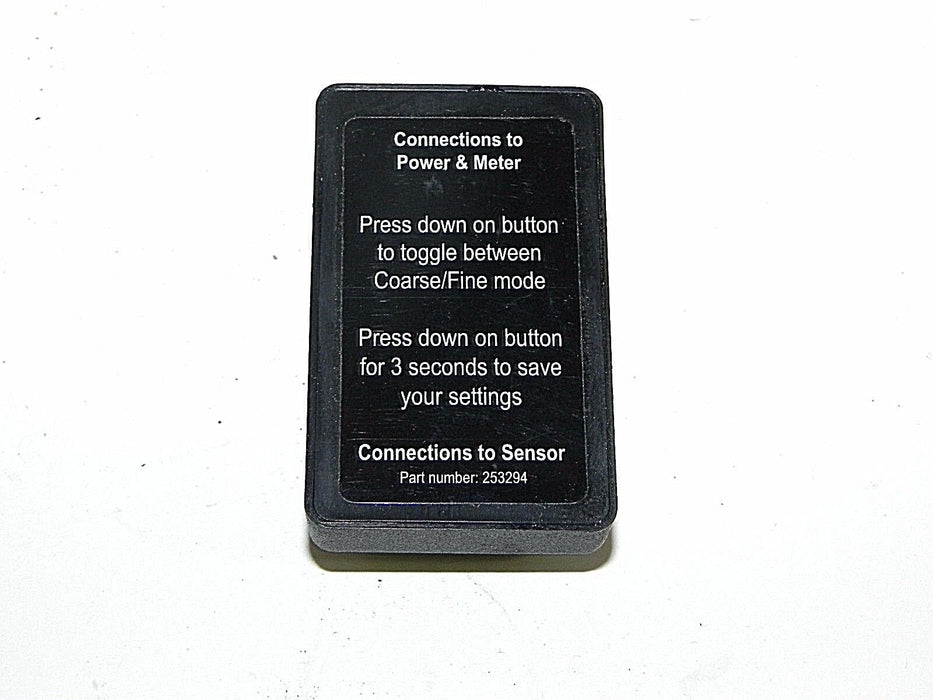 Connections to
Power & Meter
Press down on button
to toggle between
Coarse/Fine mode
Press down on button
for 3 seconds to save
your settings
Connections to Sensor
Part number: 253294